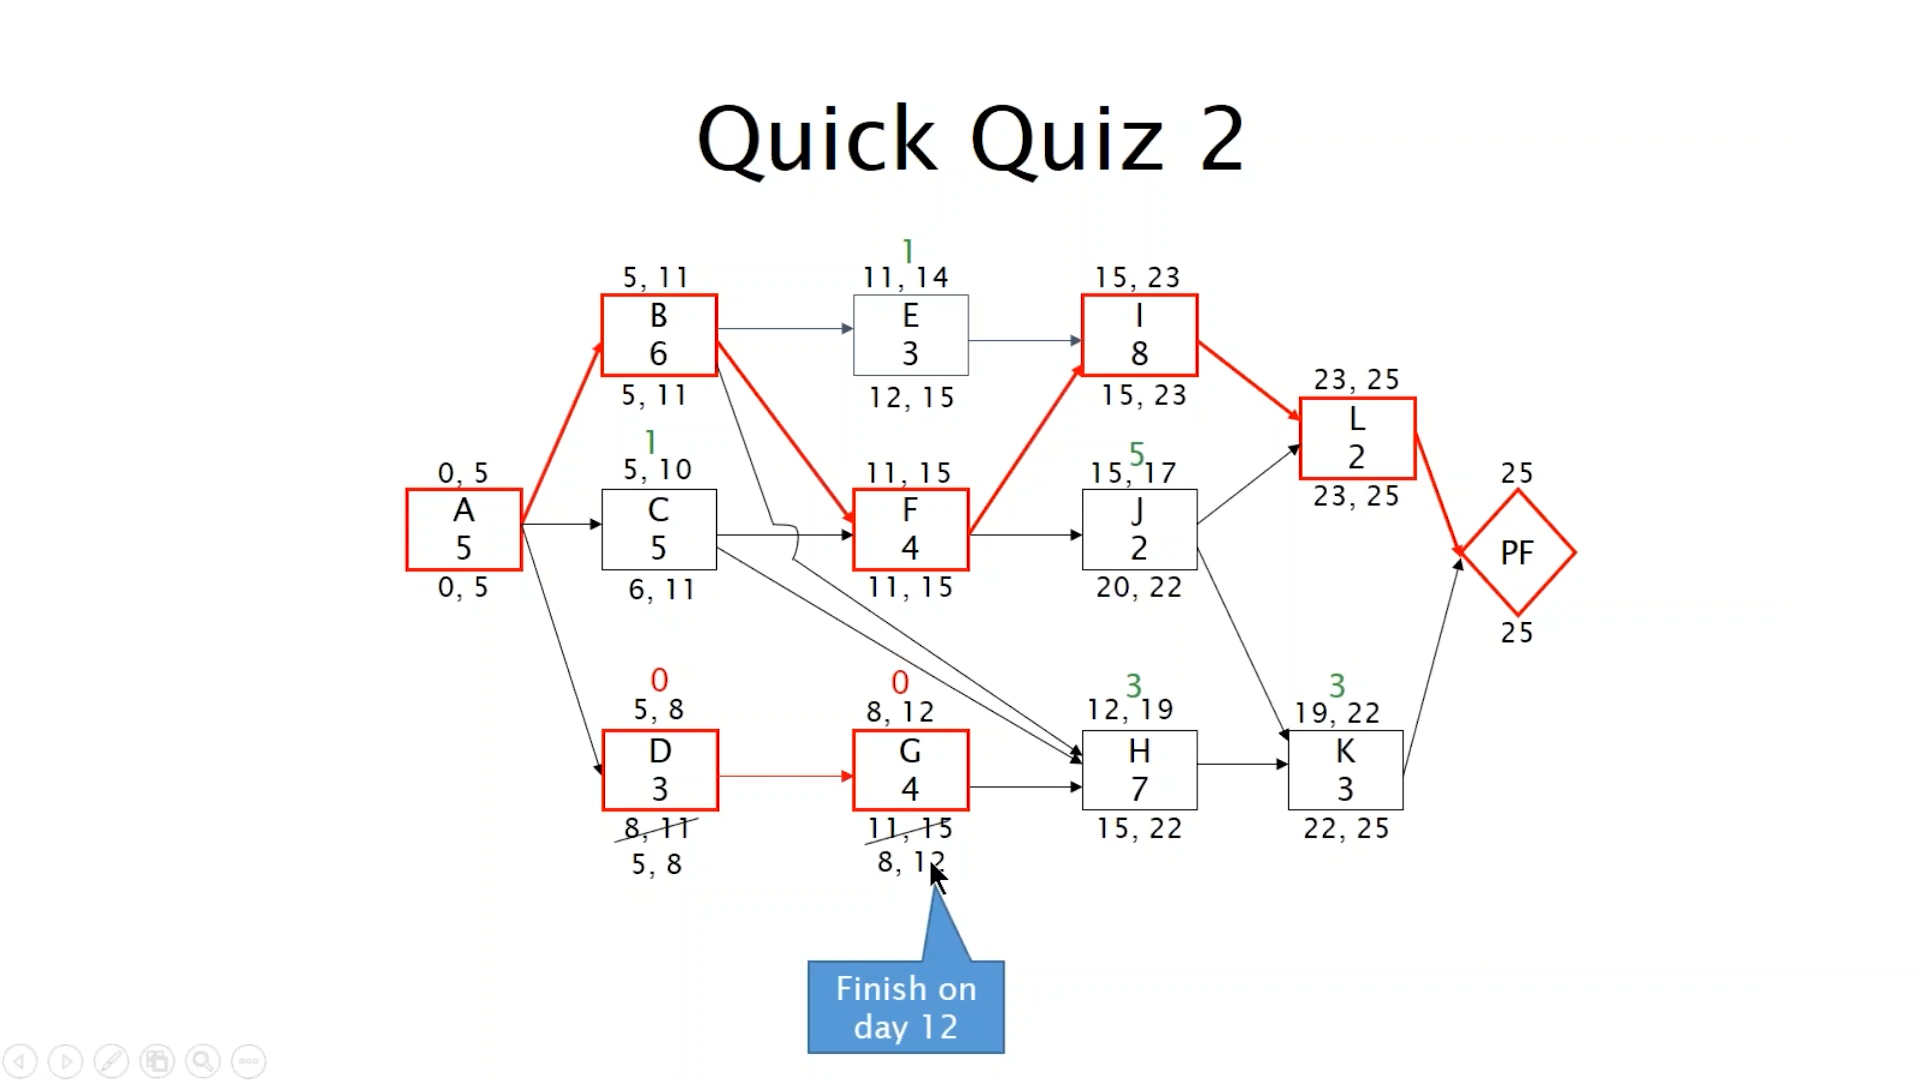 Quick Quiz 2
1
5, 11
11, 14
15, 23
B
6
E
3
I
8
5, 11
12, 15
15, 23
23, 25
L
2
23, 25
1
5, 10
11, 15
5
15, 17
0, 5
A
5
0, 5
C
5
F
4
J
2
6, 11
11, 15
20, 22
25
PF
25
0
5, 8
0
8, 12
3
12, 19
3
19, 22
D
3
G
4
H
7
K
3
8, 11
5, 8
11, 15
8, 12
15, 22
22, 25
Finish on
day 12